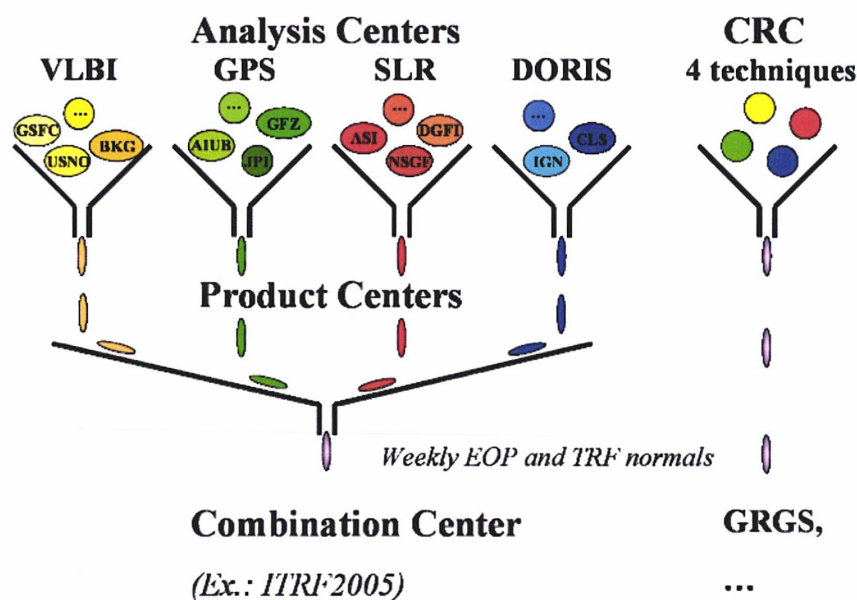 Analysis Centers
CRC
VLBI GPS SLR DORIS 4 techniques
... ... ... ...
GSFC BKG AIUB GFZ ASI DGFI CLS
USNO JPL NSGF IGN
Product Centers
Weekly EOP and TRF normals
Combination Center
GRGS,
(Ex.: ITRF2005)
...